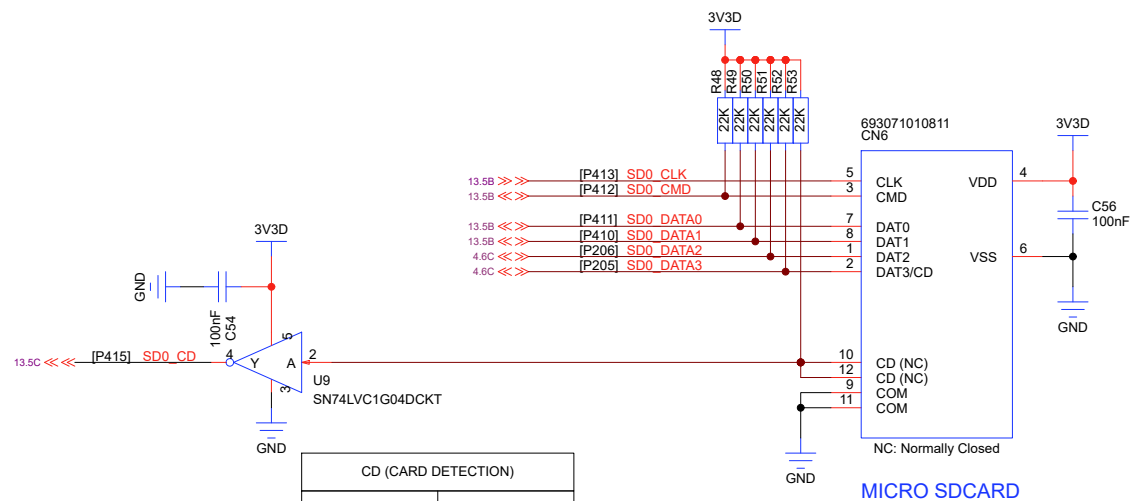 3V3D
R48
R49
R50
R51
R52
R53
22K
22K
22K
22K
22K
22K
693071010811
CN6
3V3D
13.5B [P413] SD0_CLK 5 CLK VDD 4
13.5B [P412] SD0_CMD 3 CMD
C56
100nF
13.5B [P411] SD0_DATA0 7 DAT0
13.5B [P410] SD0_DATA1 8 DAT1
4.6C [P206] SD0_DATA2 1 DAT2 VSS 6
4.6C [P205] SD0_DATA3 2 DAT3/CD
GND
3V3D
GND
100nF
C54
13.5C [P415] SD0_CD 4 Y A 2
5
3
U9
SN74LVC1G04DCKT
GND
10 CD (NC)
12 CD (NC)
9 COM
11 COM
GND
NC: Normally Closed
MICRO SDCARD
CD (CARD DETECTION)